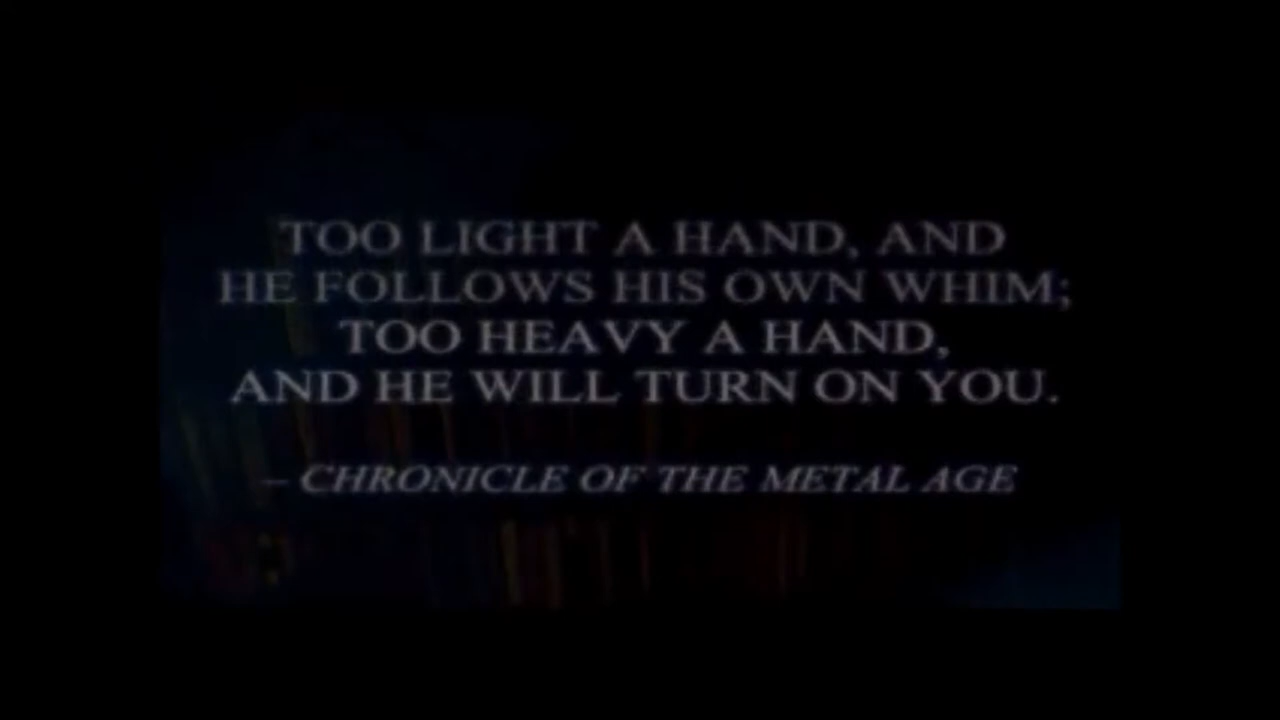 TOO LIGHT A HAND, AND
HE FOLLOWS HIS OWN WHIM;
TOO HEAVY A HAND,
AND HE WILL TURN ON YOU.
– CHRONICLE OF THE METAL AGE